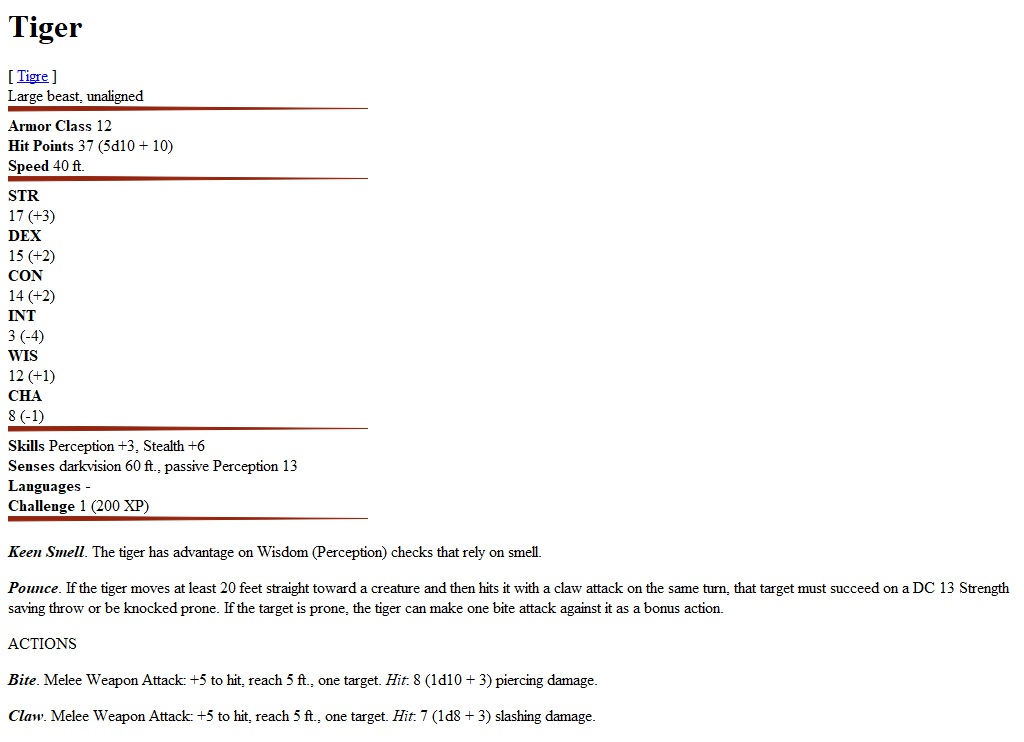 Tiger
[ Tigre ]
Large beast, unaligned
Armor Class 12
Hit Points 37 (5d10 + 10)
Speed 40 ft.
STR
17 (+3)
DEX
15 (+2)
CON
14 (+2)
INT
3 (-4)
WIS
12 (+1)
CHA
8 (-1)
Skills Perception +3, Stealth +6
Senses darkvision 60 ft., passive Perception 13
Languages -
Challenge 1 (200 XP)
Keen Smell. The tiger has advantage on Wisdom (Perception) checks that rely on smell.
Pounce. If the tiger moves at least 20 feet straight toward a creature and then hits it with a claw attack on the same turn, that target must succeed on a DC 13 Strength
saving throw or be knocked prone. If the target is prone, the tiger can make one bite attack against it as a bonus action.
ACTIONS
Bite. Melee Weapon Attack: +5 to hit, reach 5 ft., one target. Hit: 8 (1d10 + 3) piercing damage.
Claw. Melee Weapon Attack: +5 to hit, reach 5 ft., one target. Hit: 7 (1d8 + 3) slashing damage.